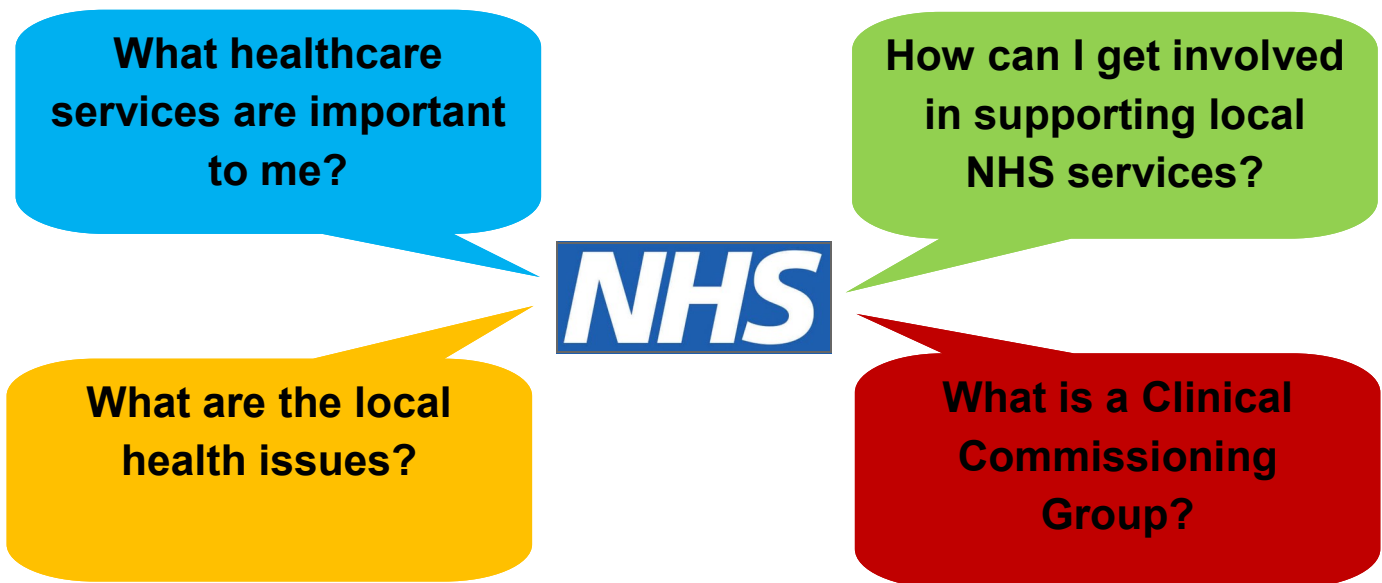 What healthcare
services are important
to me?
How can I get involved
in supporting local
NHS services?
NHS
What are the local
health issues?
What is a Clinical
Commissioning
Group?